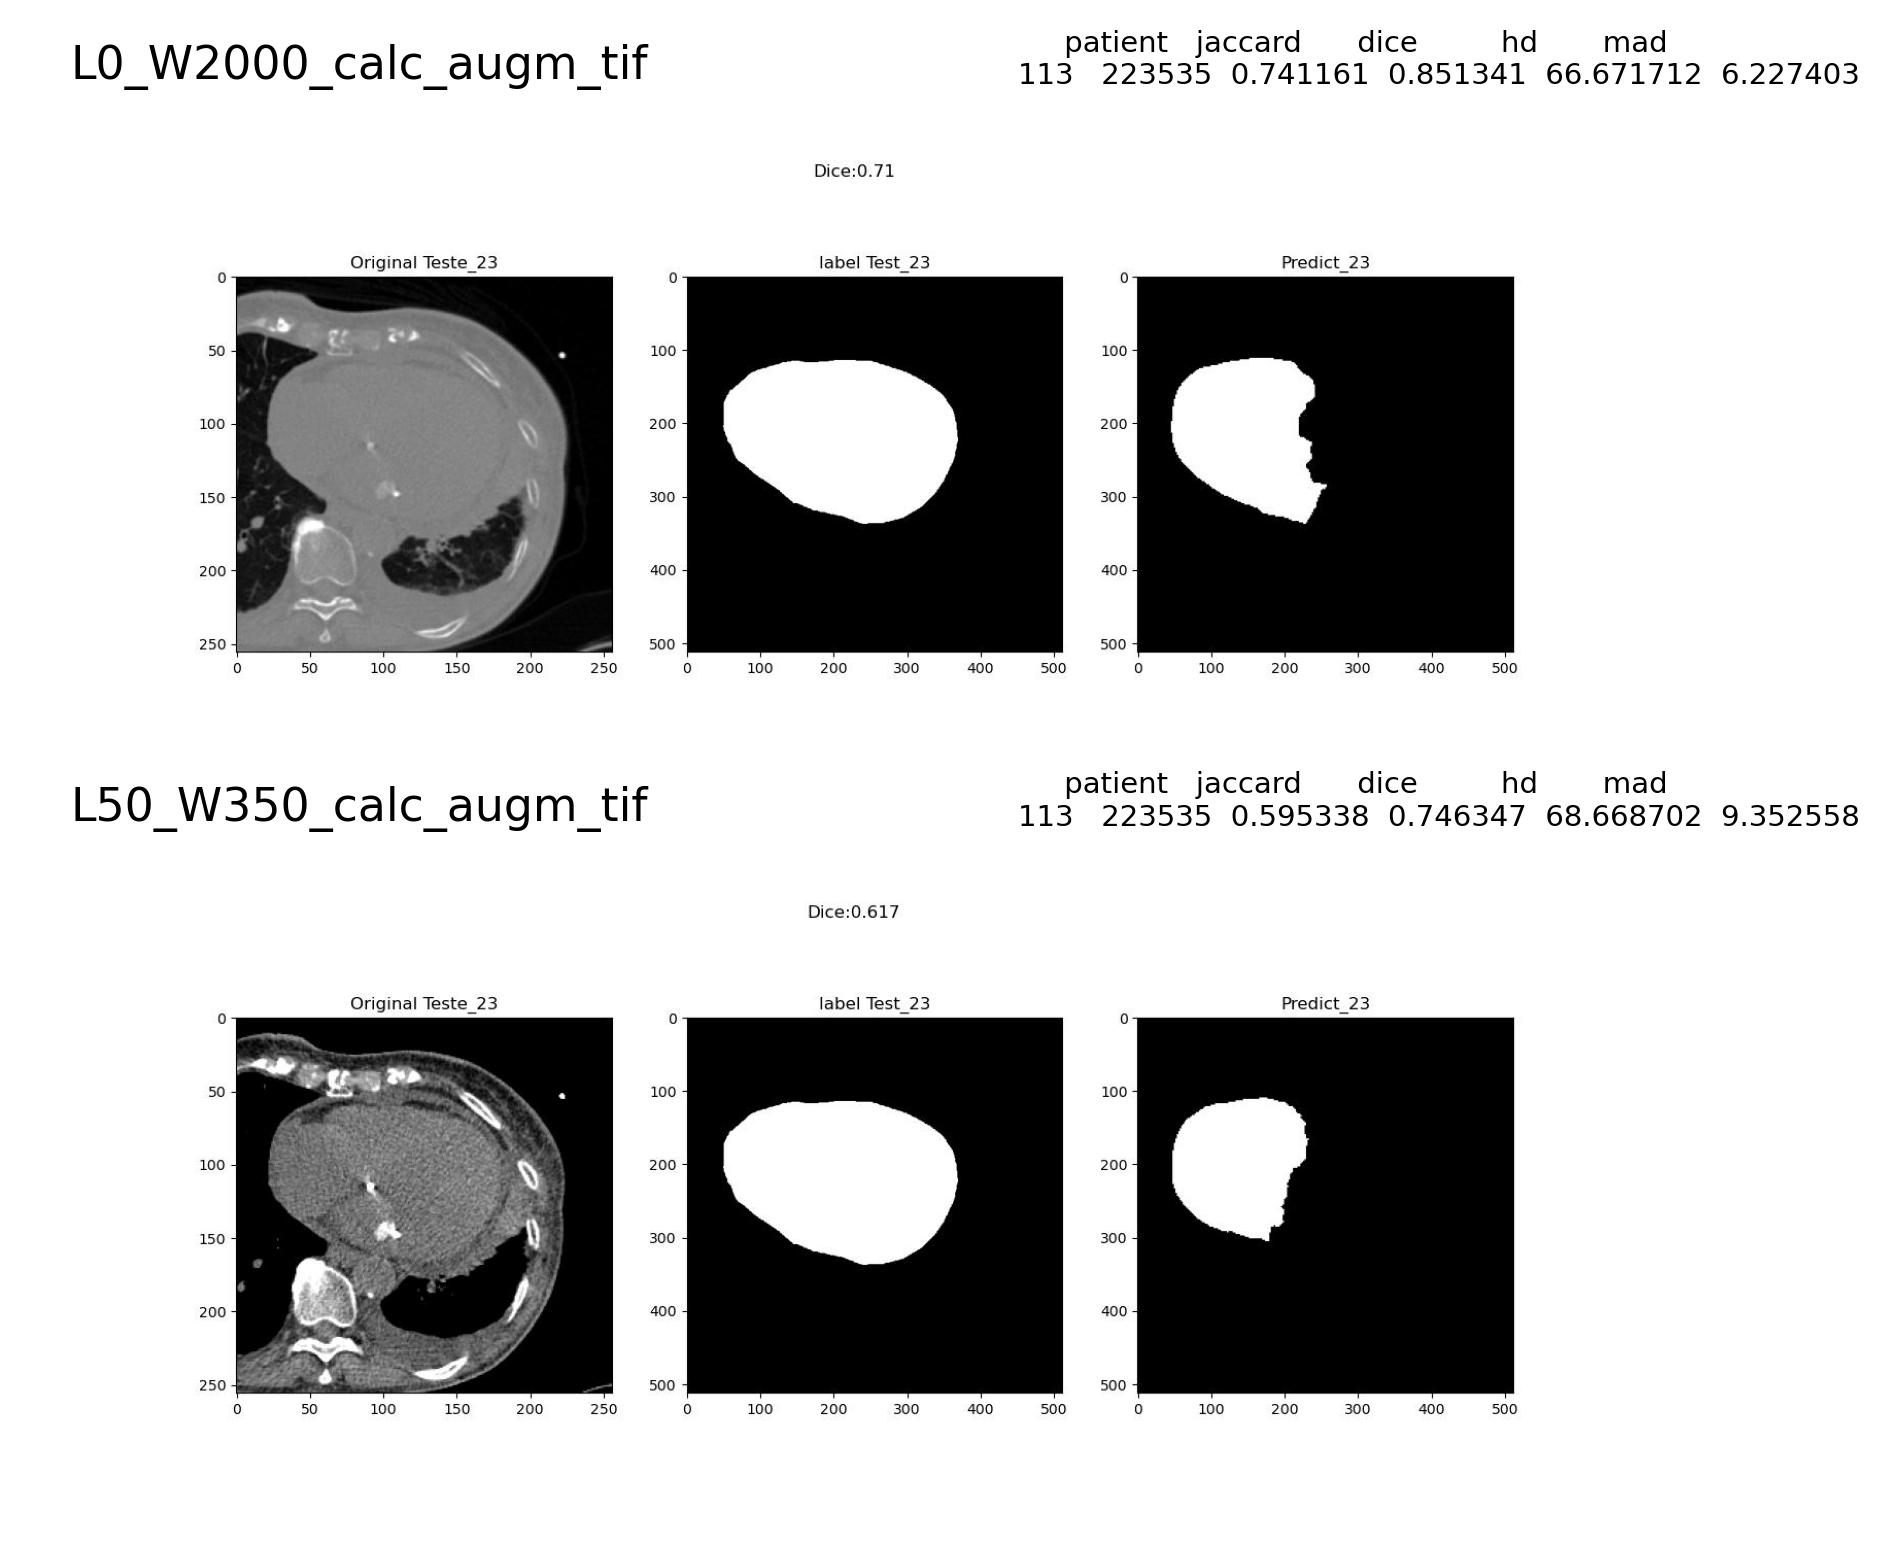 L0_W2000_calc_augm_tif
patient jaccard dice hd mad
113 223535 0.741161 0.851341 66.671712 6.227403
Dice:0.71
Original Teste_23
label Test_23
Predict_23
0
50
100
150
200
250
0 50 100 150 200 250
0
100
200
300
400
500
0 100 200 300 400 500
0
100
200
300
400
500
0 100 200 300 400 500
L50_W350_calc_augm_tif
patient jaccard dice hd mad
113 223535 0.595338 0.746347 68.668702 9.352558
Dice:0.617
Original Teste_23
label Test_23
Predict_23
0
50
100
150
200
250
0 50 100 150 200 250
0
100
200
300
400
500
0 100 200 300 400 500
0
100
200
300
400
500
0 100 200 300 400 500